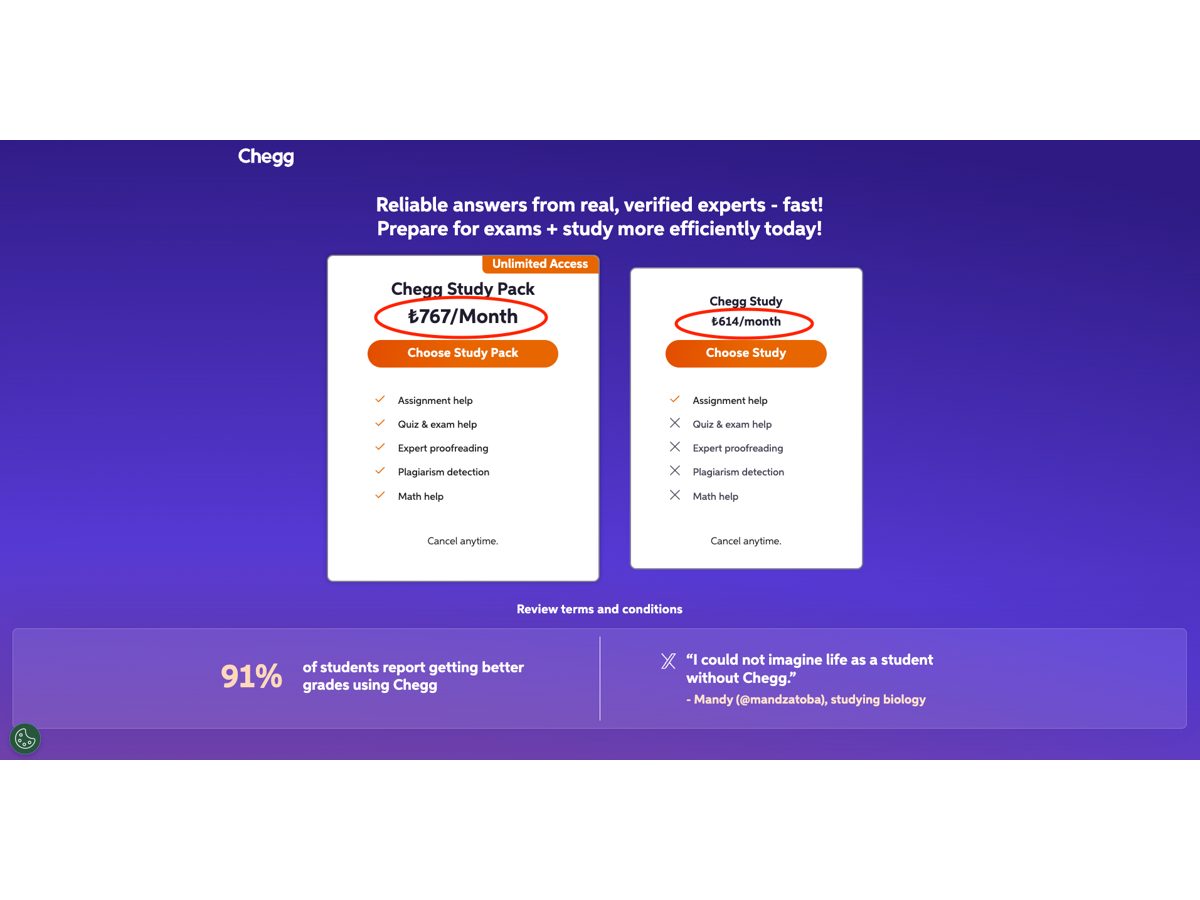 Chegg
Reliable answers from real, verified experts - fast!
Prepare for exams + study more efficiently today!
Unlimited Access
Chegg Study Pack
₺767/Month
Choose Study Pack
Assignment help
Quiz & exam help
Expert proofreading
Plagiarism detection
Math help
Cancel anytime.
Chegg Study
₺614/month
Choose Study
Assignment help
Quiz & exam help
Expert proofreading
Plagiarism detection
Math help
Cancel anytime.
Review terms and conditions
91%
of students report getting better
grades using Chegg
“I could not imagine life as a student
without Chegg.”
- Mandy (@mandzatoba), studying biology